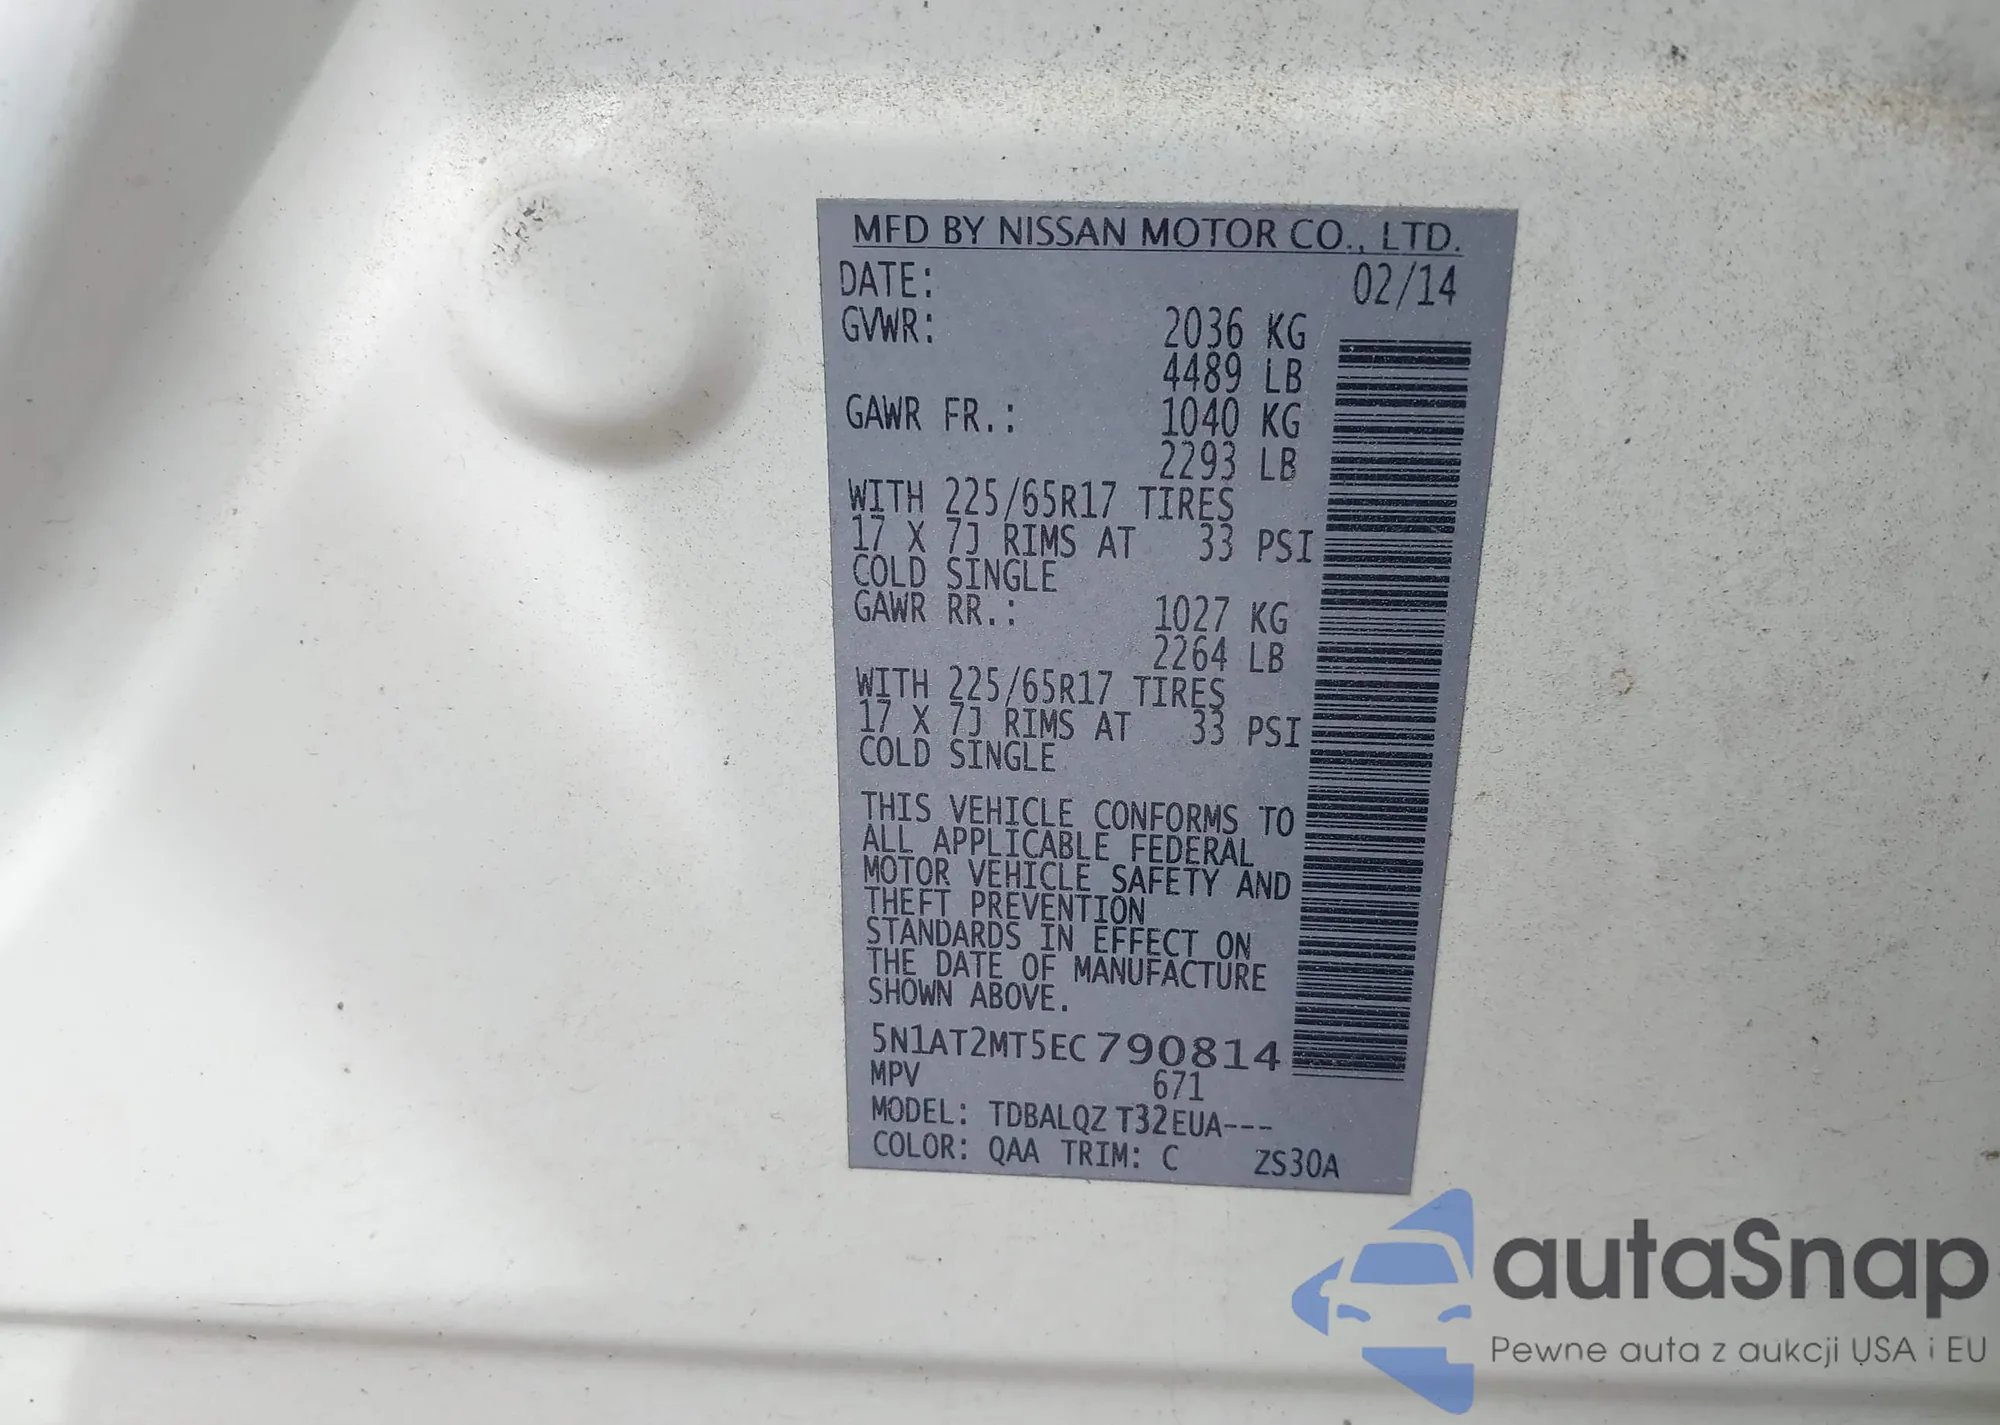 MFD BY NISSAN MOTOR CO., LTD.
DATE: 02/14
GVWR: 2036 KG
4489 LB
GAWR FR.: 1040 KG
2293 LB
WITH 225/65R17 TIRES
17 X 7J RIMS AT 33 PSI
COLD SINGLE
GAWR RR.: 1027 KG
2264 LB
WITH 225/65R17 TIRES
17 X 7J RIMS AT 33 PSI
COLD SINGLE
THIS VEHICLE CONFORMS TO
ALL APPLICABLE FEDERAL
MOTOR VEHICLE SAFETY AND
THEFT PREVENTION
STANDARDS IN EFFECT ON
THE DATE OF MANUFACTURE
SHOWN ABOVE.
5N1AT2MT5EC790814
MPV 671
MODEL: TDBALQZ T32EUA---
COLOR: QAA TRIM: C ZS30A
autaSnap
Pewne auta z aukcji USA i EU